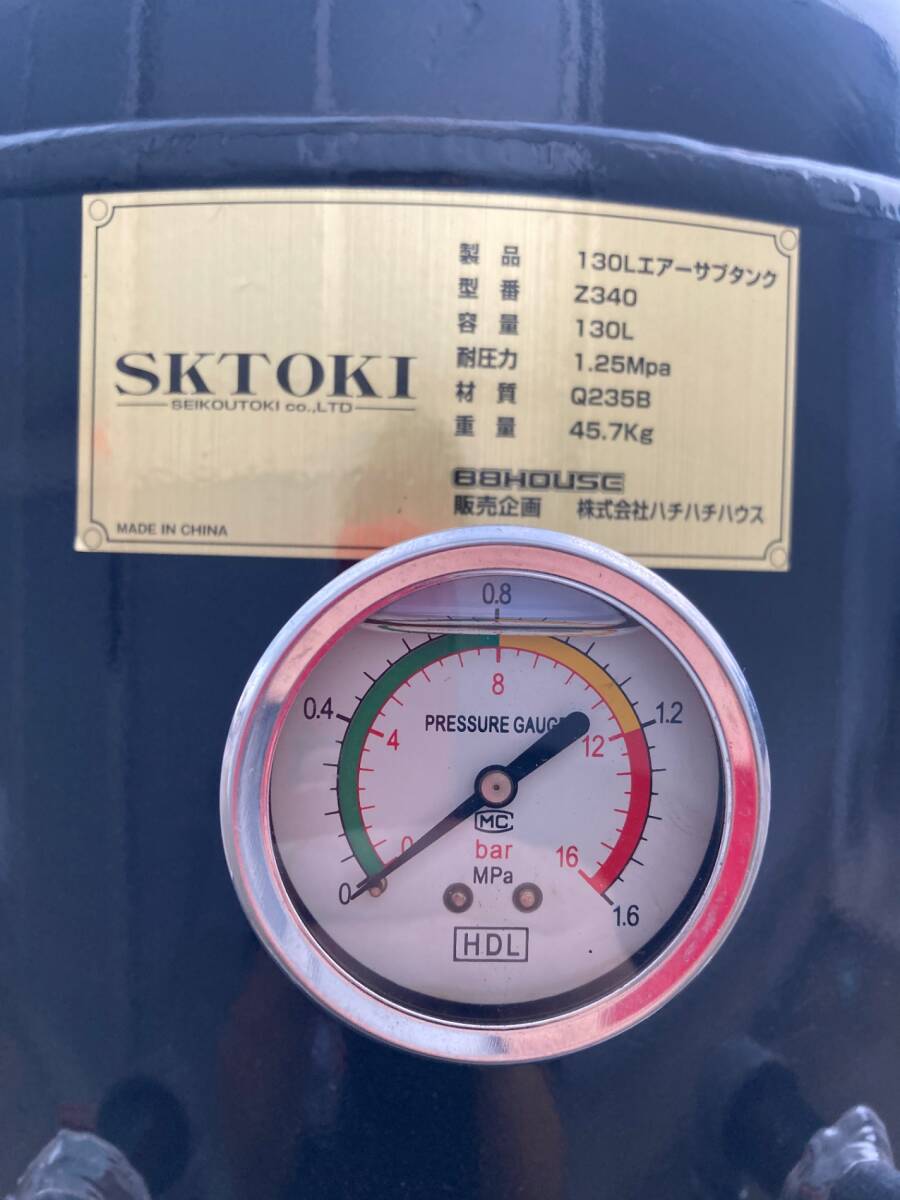 SKTOKI
SEIKOUTOKI co.,LTD
MADE IN CHINA
製品 130Lエアーサブタンク
型番 Z340
容量 130L
耐圧力 1.25Mpa
材質 Q235B
重量 45.7Kg
88HOUSE
販売企画 株式会社ハチハチハウス
0.8
8
0.4
1.2
4
PRESSURE GAUGE
12
MC
0
bar
16
0
MPa
1.6
HDL